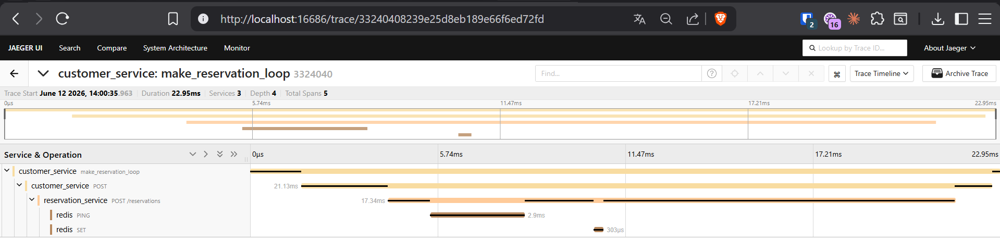 http://localhost:16686/trace/33240408239e25d8eb189e66f6ed72fd
2
16
JAEGER UI Search Compare System Architecture Monitor Lookup by Trace ID... About Jaeger
customer_service: make_reservation_loop 3324040 Find... Trace Timeline Archive Trace
Trace Start June 12 2026, 14:00:35.963 Duration 22.95ms Services 3 Depth 4 Total Spans 5
0μs 5.74ms 11.47ms 17.21ms 22.95ms
Service & Operation 0μs 5.74ms 11.47ms 17.21ms 22.95ms
customer_service make_reservation_loop
customer_service POST 21.13ms
reservation_service POST /reservations 17.34ms
redis PING 2.9ms
redis SET 303μs